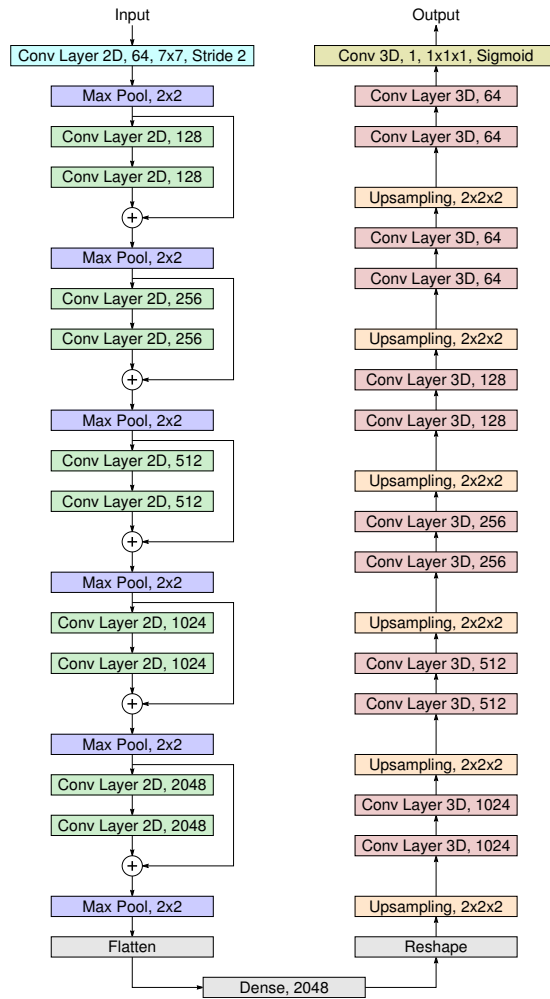 Input
Conv Layer 2D, 64, 7x7, Stride 2
Max Pool, 2x2
Conv Layer 2D, 128
Conv Layer 2D, 128
Max Pool, 2x2
Conv Layer 2D, 256
Conv Layer 2D, 256
Max Pool, 2x2
Conv Layer 2D, 512
Conv Layer 2D, 512
Max Pool, 2x2
Conv Layer 2D, 1024
Conv Layer 2D, 1024
Max Pool, 2x2
Conv Layer 2D, 2048
Conv Layer 2D, 2048
Max Pool, 2x2
Flatten
Dense, 2048
Output
Conv 3D, 1, 1x1x1, Sigmoid
Conv Layer 3D, 64
Conv Layer 3D, 64
Upsampling, 2x2x2
Conv Layer 3D, 64
Conv Layer 3D, 64
Upsampling, 2x2x2
Conv Layer 3D, 128
Conv Layer 3D, 128
Upsampling, 2x2x2
Conv Layer 3D, 256
Conv Layer 3D, 256
Upsampling, 2x2x2
Conv Layer 3D, 512
Conv Layer 3D, 512
Upsampling, 2x2x2
Conv Layer 3D, 1024
Conv Layer 3D, 1024
Upsampling, 2x2x2
Reshape